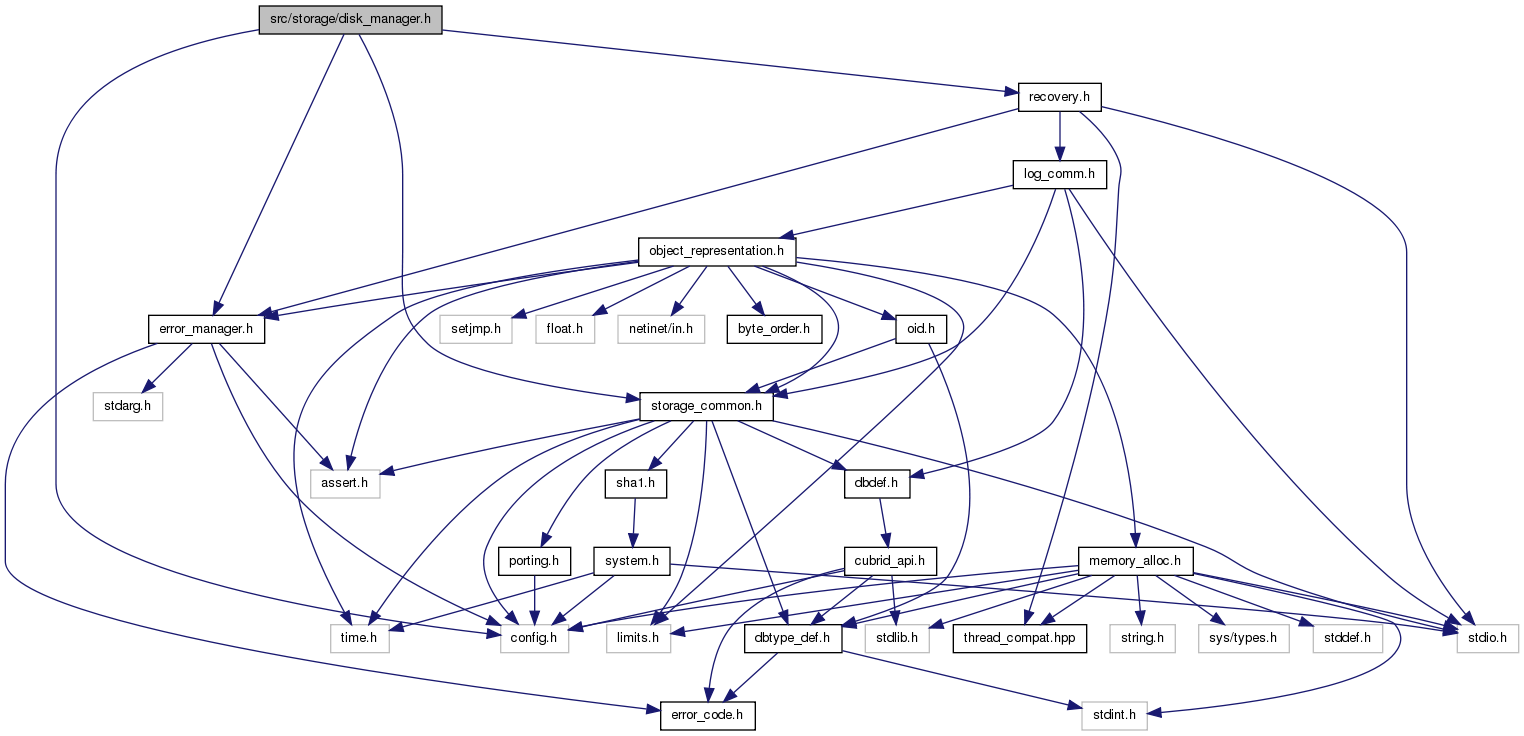 src/storage/disk_manager.h
recovery.h
log_comm.h
object_representation.h
error_manager.h
setjmp.h
float.h
netinet/in.h
byte_order.h
oid.h
stdarg.h
storage_common.h
assert.h
sha1.h
dbdef.h
porting.h
system.h
cubrid_api.h
memory_alloc.h
time.h
config.h
limits.h
dbtype_def.h
stdlib.h
thread_compat.hpp
string.h
sys/types.h
stddef.h
stdio.h
error_code.h
stdint.h